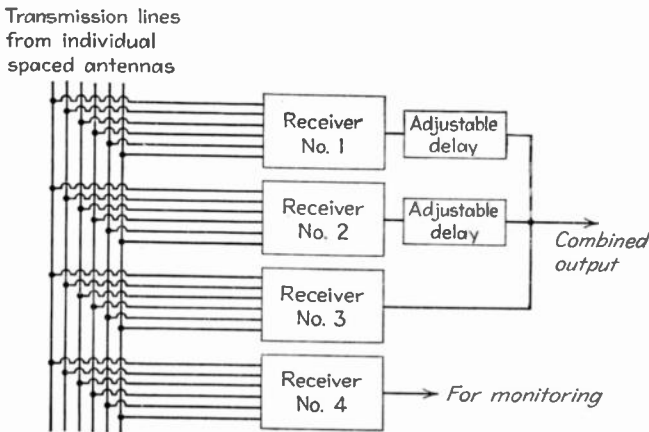 Transmission lines
from individual
spaced antennas
Receiver
No. 1
Adjustable
delay
Receiver
No. 2
Adjustable
delay
Combined
output
Receiver
No. 3
Receiver
No. 4
For monitoring